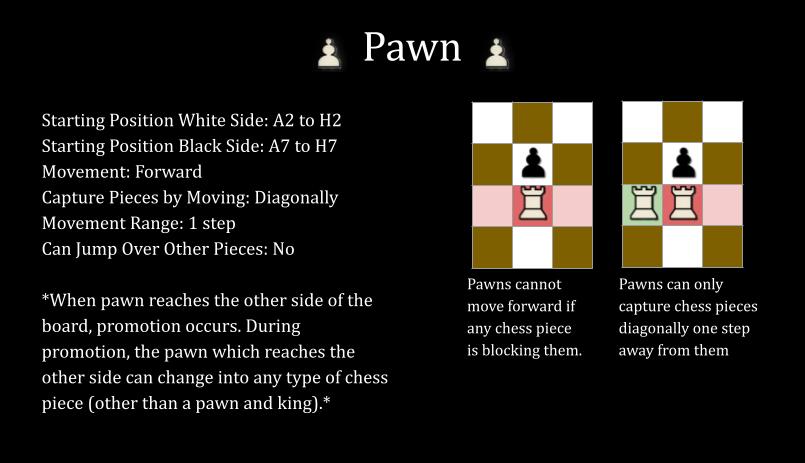 Pawn
Starting Position White Side: A2 to H2
Starting Position Black Side: A7 to H7
Movement: Forward
Capture Pieces by Moving: Diagonally
Movement Range: 1 step
Can Jump Over Other Pieces: No
*When pawn reaches the other side of the
board, promotion occurs. During
promotion, the pawn which reaches the
other side can change into any type of chess
piece (other than a pawn and king).*
Pawns cannot
move forward if
any chess piece
is blocking them.
Pawns can only
capture chess pieces
diagonally one step
away from them